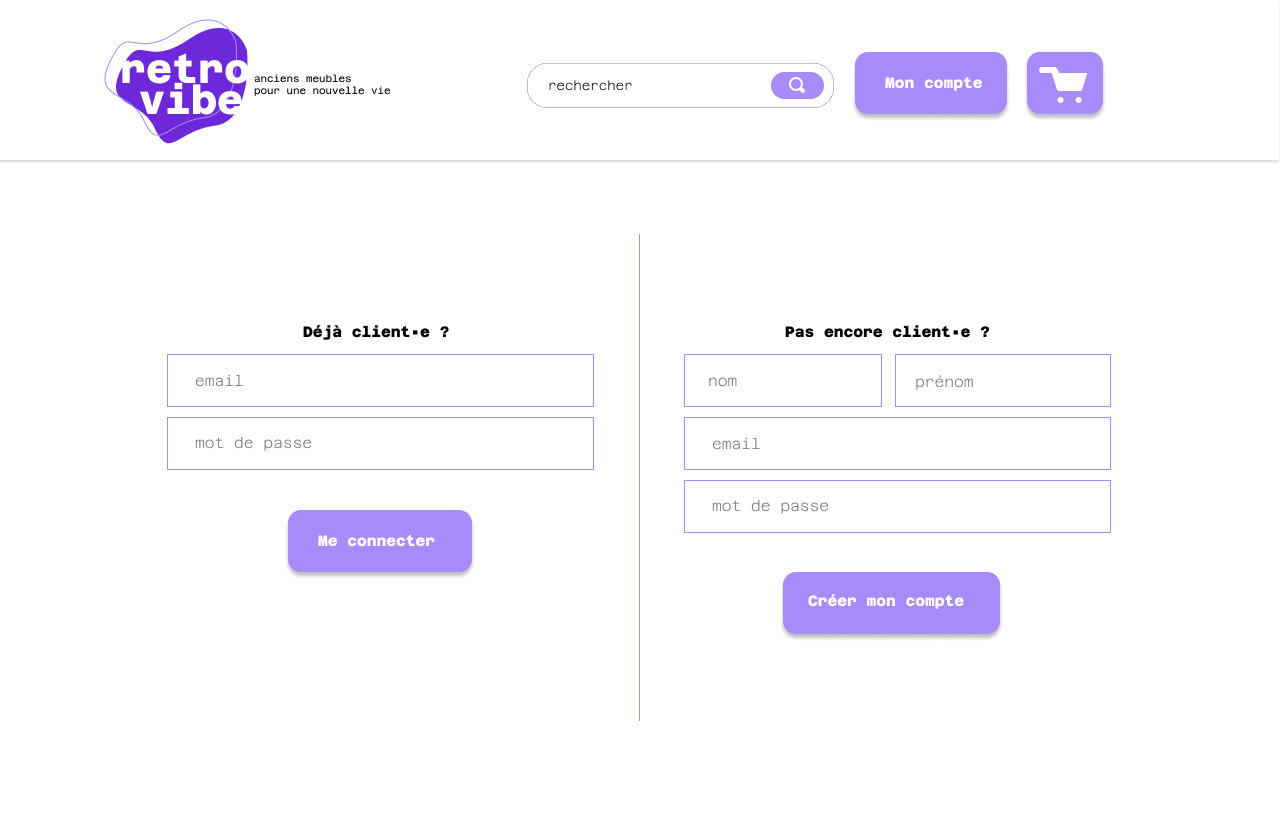 retro
vibe
anciens meubles
pour une nouvelle vie
rechercher
Mon compte
Déjà client·e ?
email
mot de passe
Me connecter
Pas encore client·e ?
nom
prénom
email
mot de passe
Créer mon compte